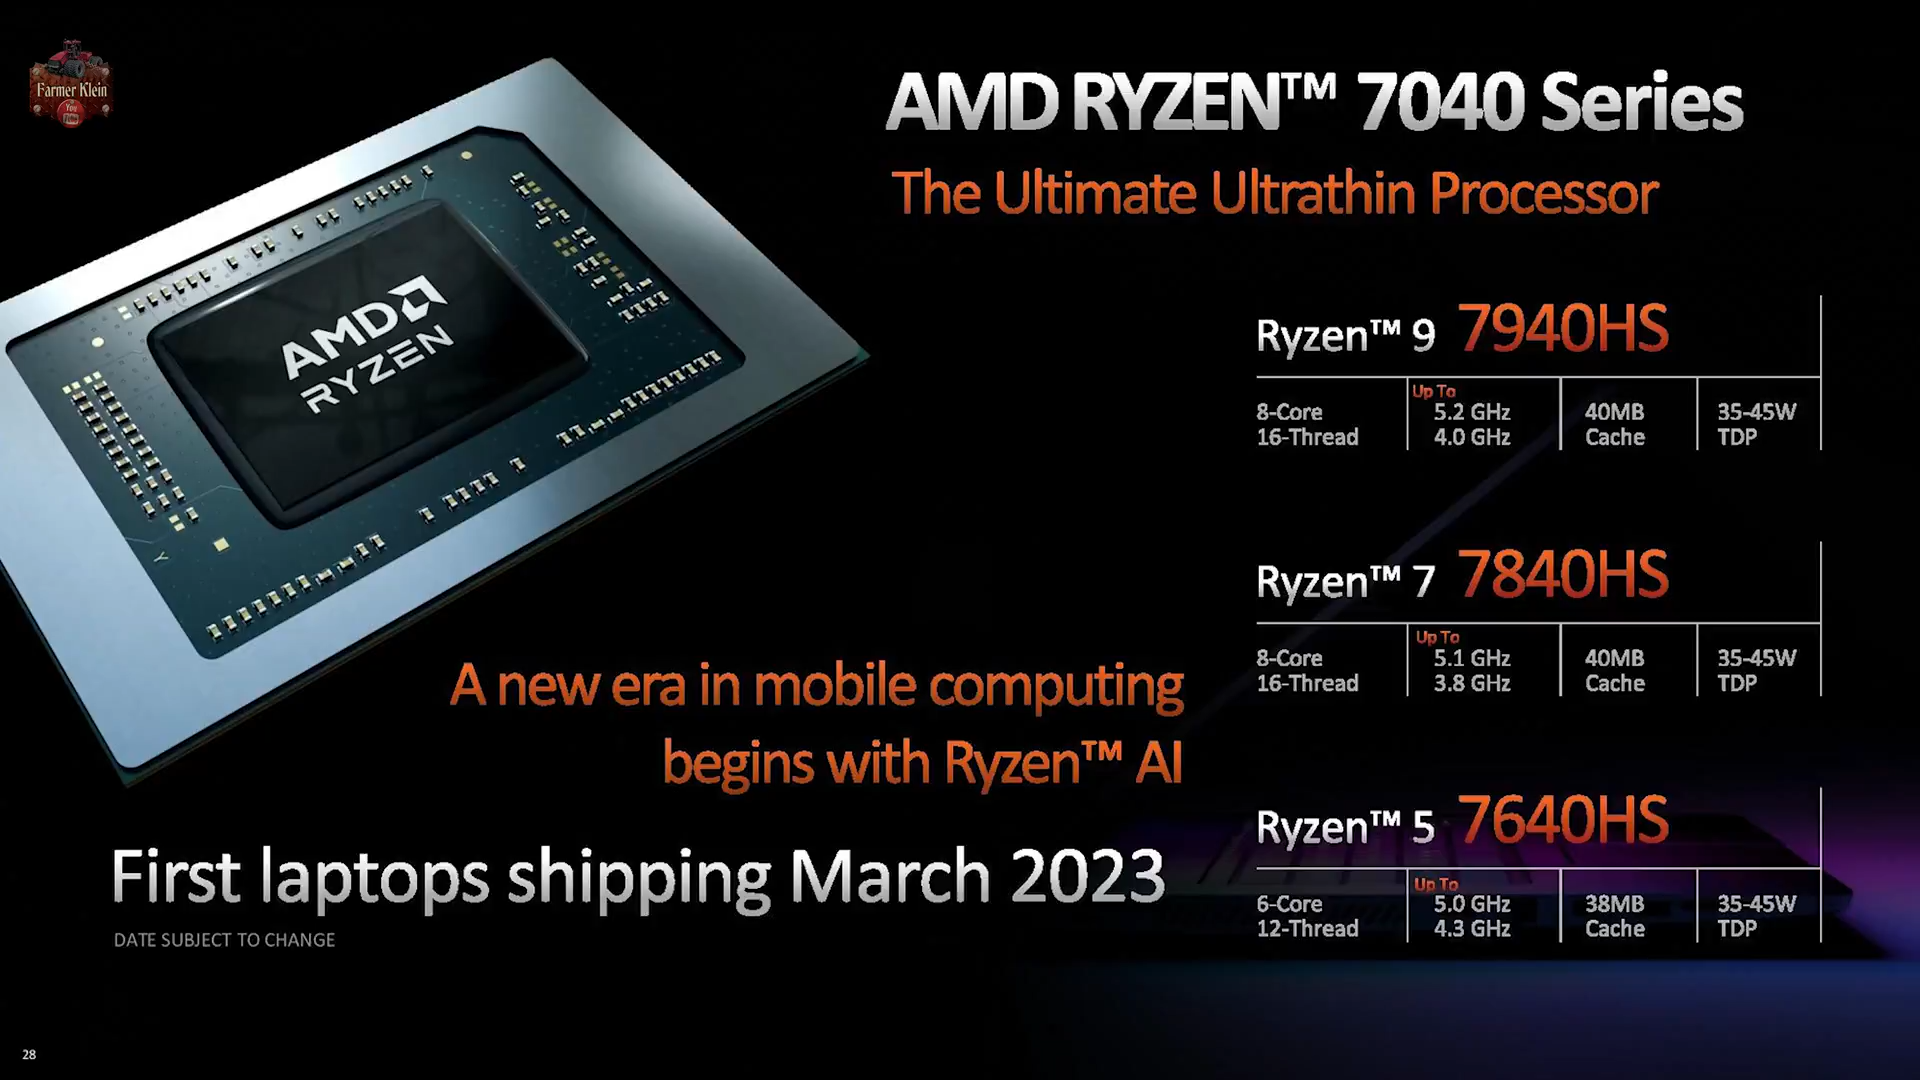 Farmer Klein
You
Tube
AMD RYZEN™ 7040 Series
The Ultimate Ultrathin Processor
AMD
RYZEN
Ryzen™ 9 7940HS
8-Core
16-Thread
Up To
5.2 GHz
4.0 GHz
40MB
Cache
35-45W
TDP
Ryzen™ 7 7840HS
8-Core
16-Thread
Up To
5.1 GHz
3.8 GHz
40MB
Cache
35-45W
TDP
Ryzen™ 5 7640HS
6-Core
12-Thread
Up To
5.0 GHz
4.3 GHz
38MB
Cache
35-45W
TDP
A new era in mobile computing
begins with Ryzen™ AI
First laptops shipping March 2023
DATE SUBJECT TO CHANGE
28